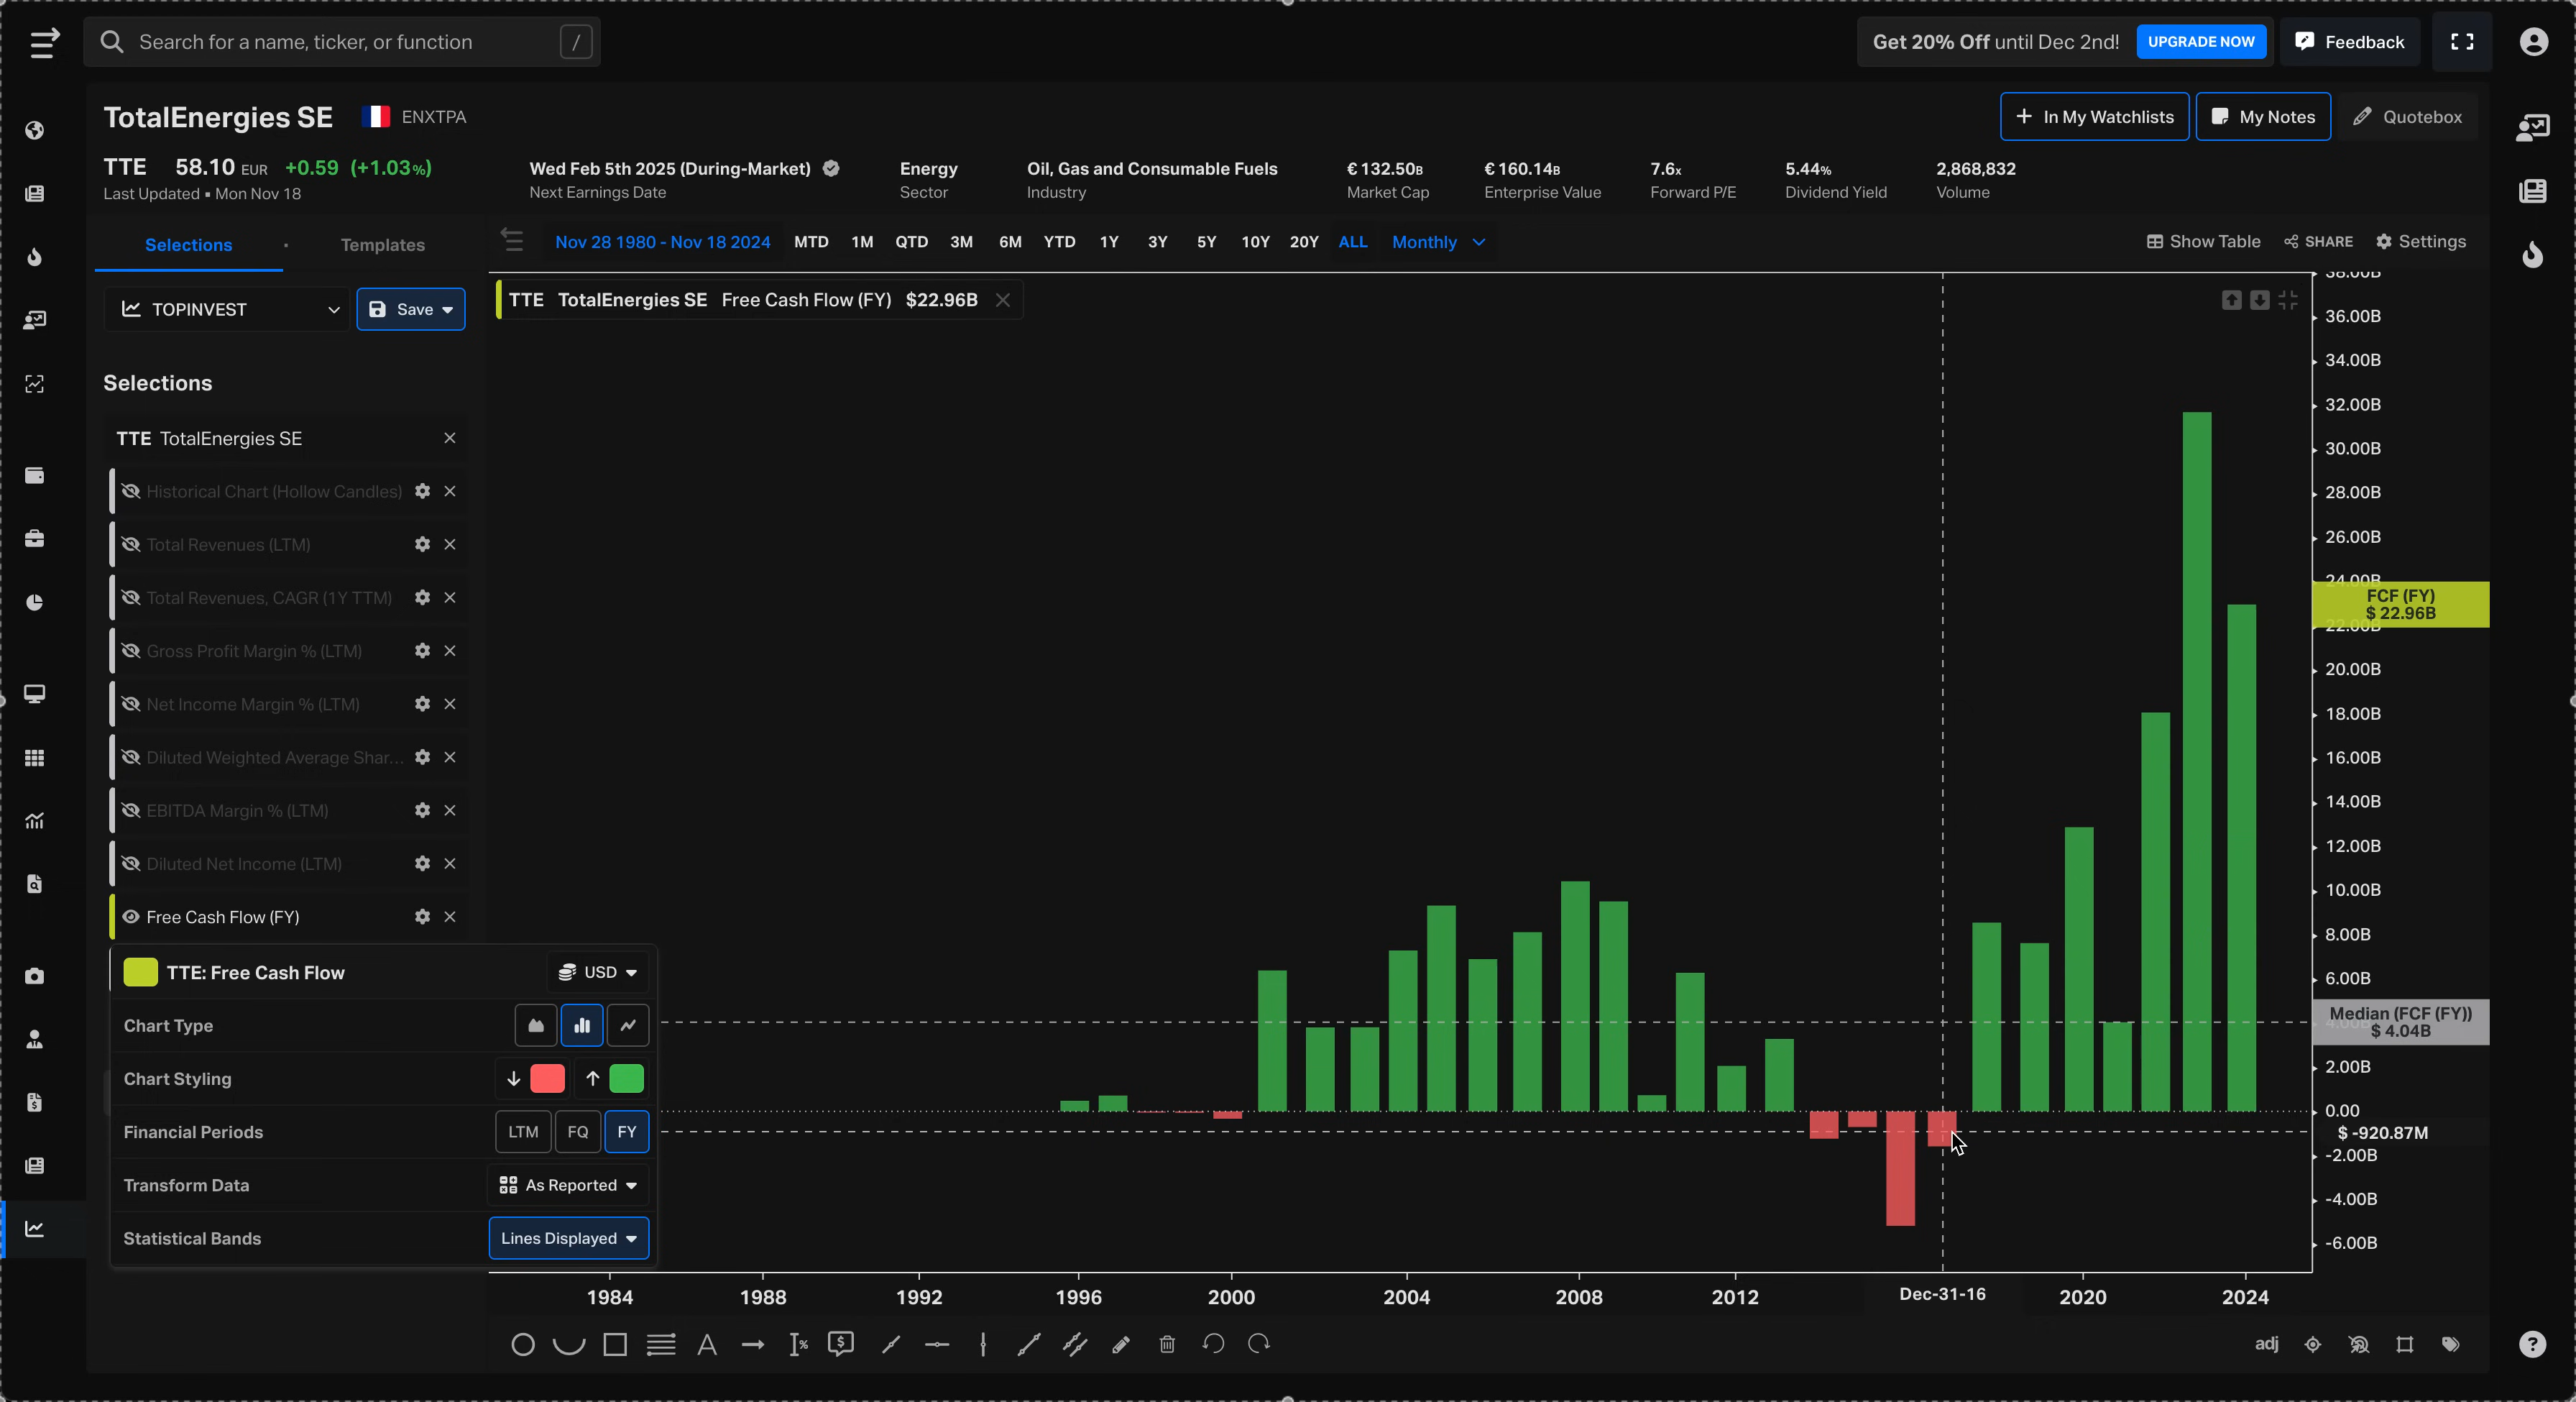 Search for a name, ticker, or function /
Get 20% Off until Dec 2nd! UPGRADE NOW Feedback
TotalEnergies SE ENXTPA
+ In My Watchlists My Notes Quotebox
TTE 58.10 EUR +0.59 (+1.03%)
Last Updated ▪ Mon Nov 18
Wed Feb 5th 2025 (During-Market)
Next Earnings Date
Energy
Sector
Oil, Gas and Consumable Fuels
Industry
€132.50B
Market Cap
€160.14B
Enterprise Value
7.6x
Forward P/E
5.44%
Dividend Yield
2,868,832
Volume
Selections · Templates
Nov 28 1980 - Nov 18 2024 MTD 1M QTD 3M 6M YTD 1Y 3Y 5Y 10Y 20Y ALL Monthly
Show Table SHARE Settings
TOPINVEST Save
Selections
TTE TotalEnergies SE
Historical Chart (Hollow Candles)
Total Revenues (LTM)
Total Revenues, CAGR (1Y TTM)
Gross Profit Margin % (LTM)
Net Income Margin % (LTM)
Diluted Weighted Average Shar...
EBITDA Margin % (LTM)
Diluted Net Income (LTM)
Free Cash Flow (FY)
TTE: Free Cash Flow USD
Chart Type
Chart Styling
Financial Periods LTM FQ FY
Transform Data As Reported
Statistical Bands Lines Displayed
TTE TotalEnergies SE Free Cash Flow (FY) $22.96B
38.00B
36.00B
34.00B
32.00B
30.00B
28.00B
26.00B
24.00B
FCF (FY)
$ 22.96B
22.00B
20.00B
18.00B
16.00B
14.00B
12.00B
10.00B
8.00B
6.00B
Median (FCF (FY))
4.00B
$ 4.04B
2.00B
0.00
$ -920.87M
-2.00B
-4.00B
-6.00B
1984 1988 1992 1996 2000 2004 2008 2012 Dec-31-16 2020 2024
A % $ adj ?